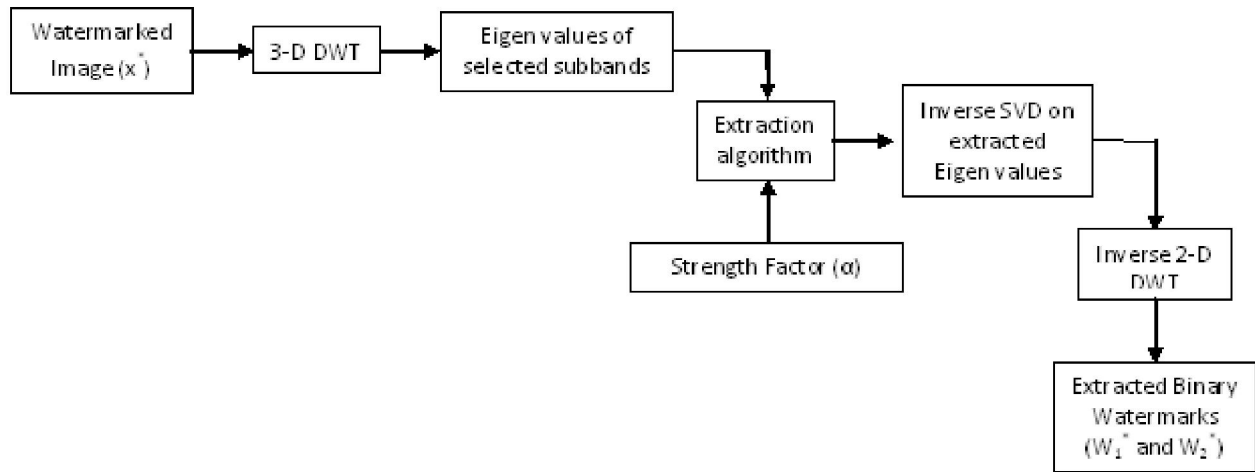 Watermarked
Image (x*)
3-D DWT
Eigen values of
selected subbands
Extraction
algorithm
Inverse SVD on
extracted
Eigen values
Strength Factor (α)
Inverse 2-D
DWT
Extracted Binary
Watermarks
(W₁* and W₂*)